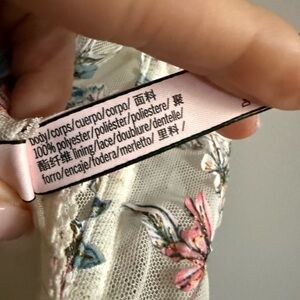 body/corps/cuerpo/corpo/ 面料
100% polyester/poliéster/poliestere/ 聚
酯纤维 lining/lace/doublure/dentelle/
forro/encaje/fodera/merletto/ 里料/